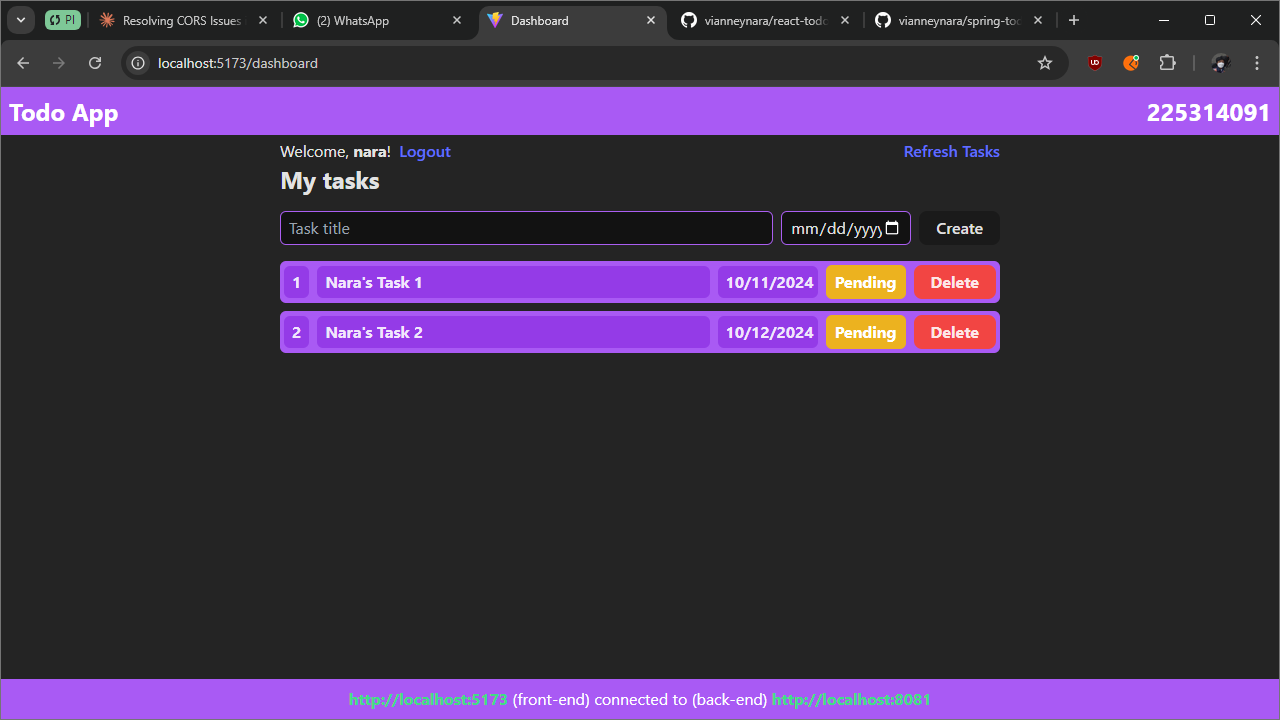 PI
Resolving CORS Issues
(2) WhatsApp
Dashboard
vianneynara/react-todo
vianneynara/spring-to
localhost:5173/dashboard
Todo App
225314091
Welcome, nara! Logout
Refresh Tasks
My tasks
Task title
mm/dd/yyyy
Create
1 Nara's Task 1 10/11/2024 Pending Delete
2 Nara's Task 2 10/12/2024 Pending Delete
http://localhost:5173 (front-end) connected to (back-end) http://localhost:8081